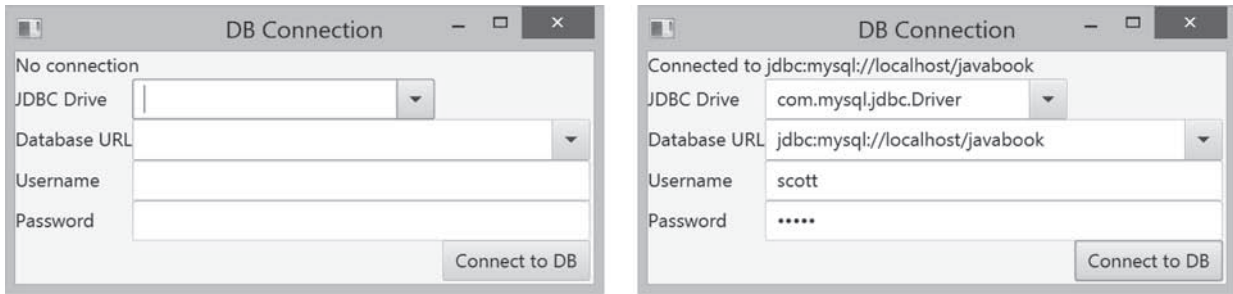 DB Connection
No connection
JDBC Drive
Database URL
Username
Password
Connect to DB
DB Connection
Connected to jdbc:mysql://localhost/javabook
JDBC Drive com.mysql.jdbc.Driver
Database URL jdbc:mysql://localhost/javabook
Username scott
Password •••••
Connect to DB